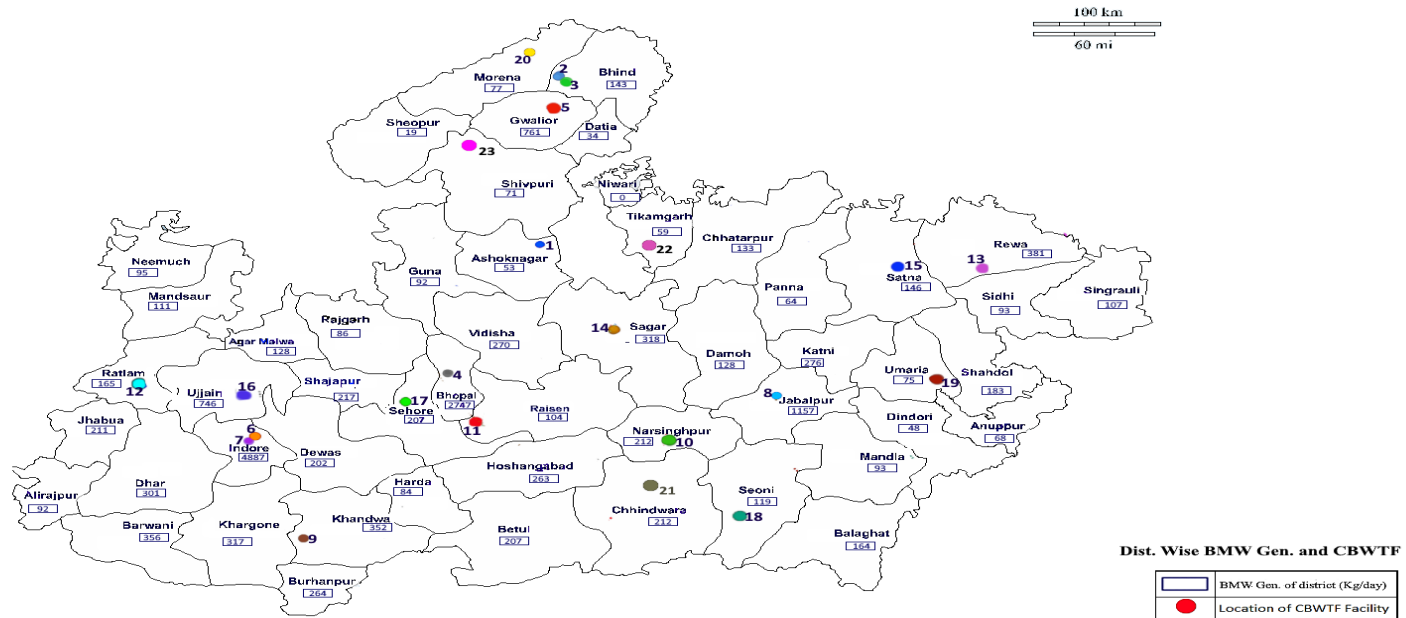 100 km
60 mi
20
Morena
77
2
3
Bhind
143
5
Gwalior
761
Datia
34
Sheopur
19
23
Shivpuri
71
Niwari
0
Tikamgarh
59
22
Chhatarpur
133
1
Ashoknagar
53
Guna
92
Neemuch
95
Mandsaur
111
Panna
64
15
Satna
146
13
Rewa
381
Sidhi
93
Singrauli
107
Rajgarh
86
Agar Malwa
128
Vidisha
270
14
Sagar
318
Damoh
128
Katni
276
Umaria
75
19
Shahdol
183
Ratlam
165
12
Ujjain
746
16
Shajapur
217
17
Sehore
207
4
Bhopal
2747
11
Raisen
104
8
Jabalpur
1157
Dindori
48
Anuppur
68
Jhabua
211
6
7
Indore
4887
Dewas
202
Narsinghpur
212
10
Mandla
93
Hoshangabad
263
Harda
84
Alirajpur
92
Dhar
301
21
Chhindwara
212
Seoni
119
18
Barwani
356
Khargone
317
Khandwa
352
9
Betul
207
Balaghat
164
Burhanpur
264
Dist. Wise BMW Gen. and CBWTF
BMW Gen. of district (Kg/day)
Location of CBWTF Facility